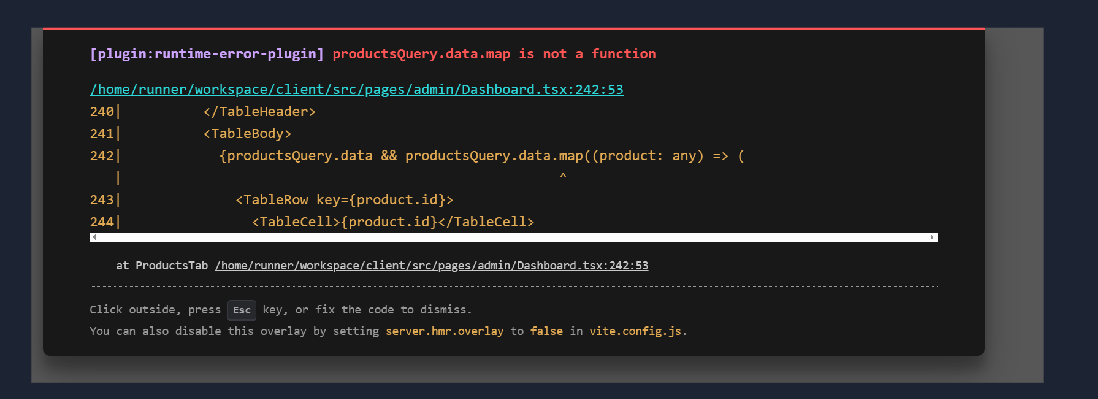 [plugin:runtime-error-plugin] productsQuery.data.map is not a function
/home/runner/workspace/client/src/pages/admin/Dashboard.tsx:242:53
240|          </TableHeader>
241|          <TableBody>
242|            {productsQuery.data && productsQuery.data.map((product: any) => (
   |                                                     ^
243|              <TableRow key={product.id}>
244|                <TableCell>{product.id}</TableCell>
at ProductsTab /home/runner/workspace/client/src/pages/admin/Dashboard.tsx:242:53
Click outside, press Esc key, or fix the code to dismiss.
You can also disable this overlay by setting server.hmr.overlay to false in vite.config.js.